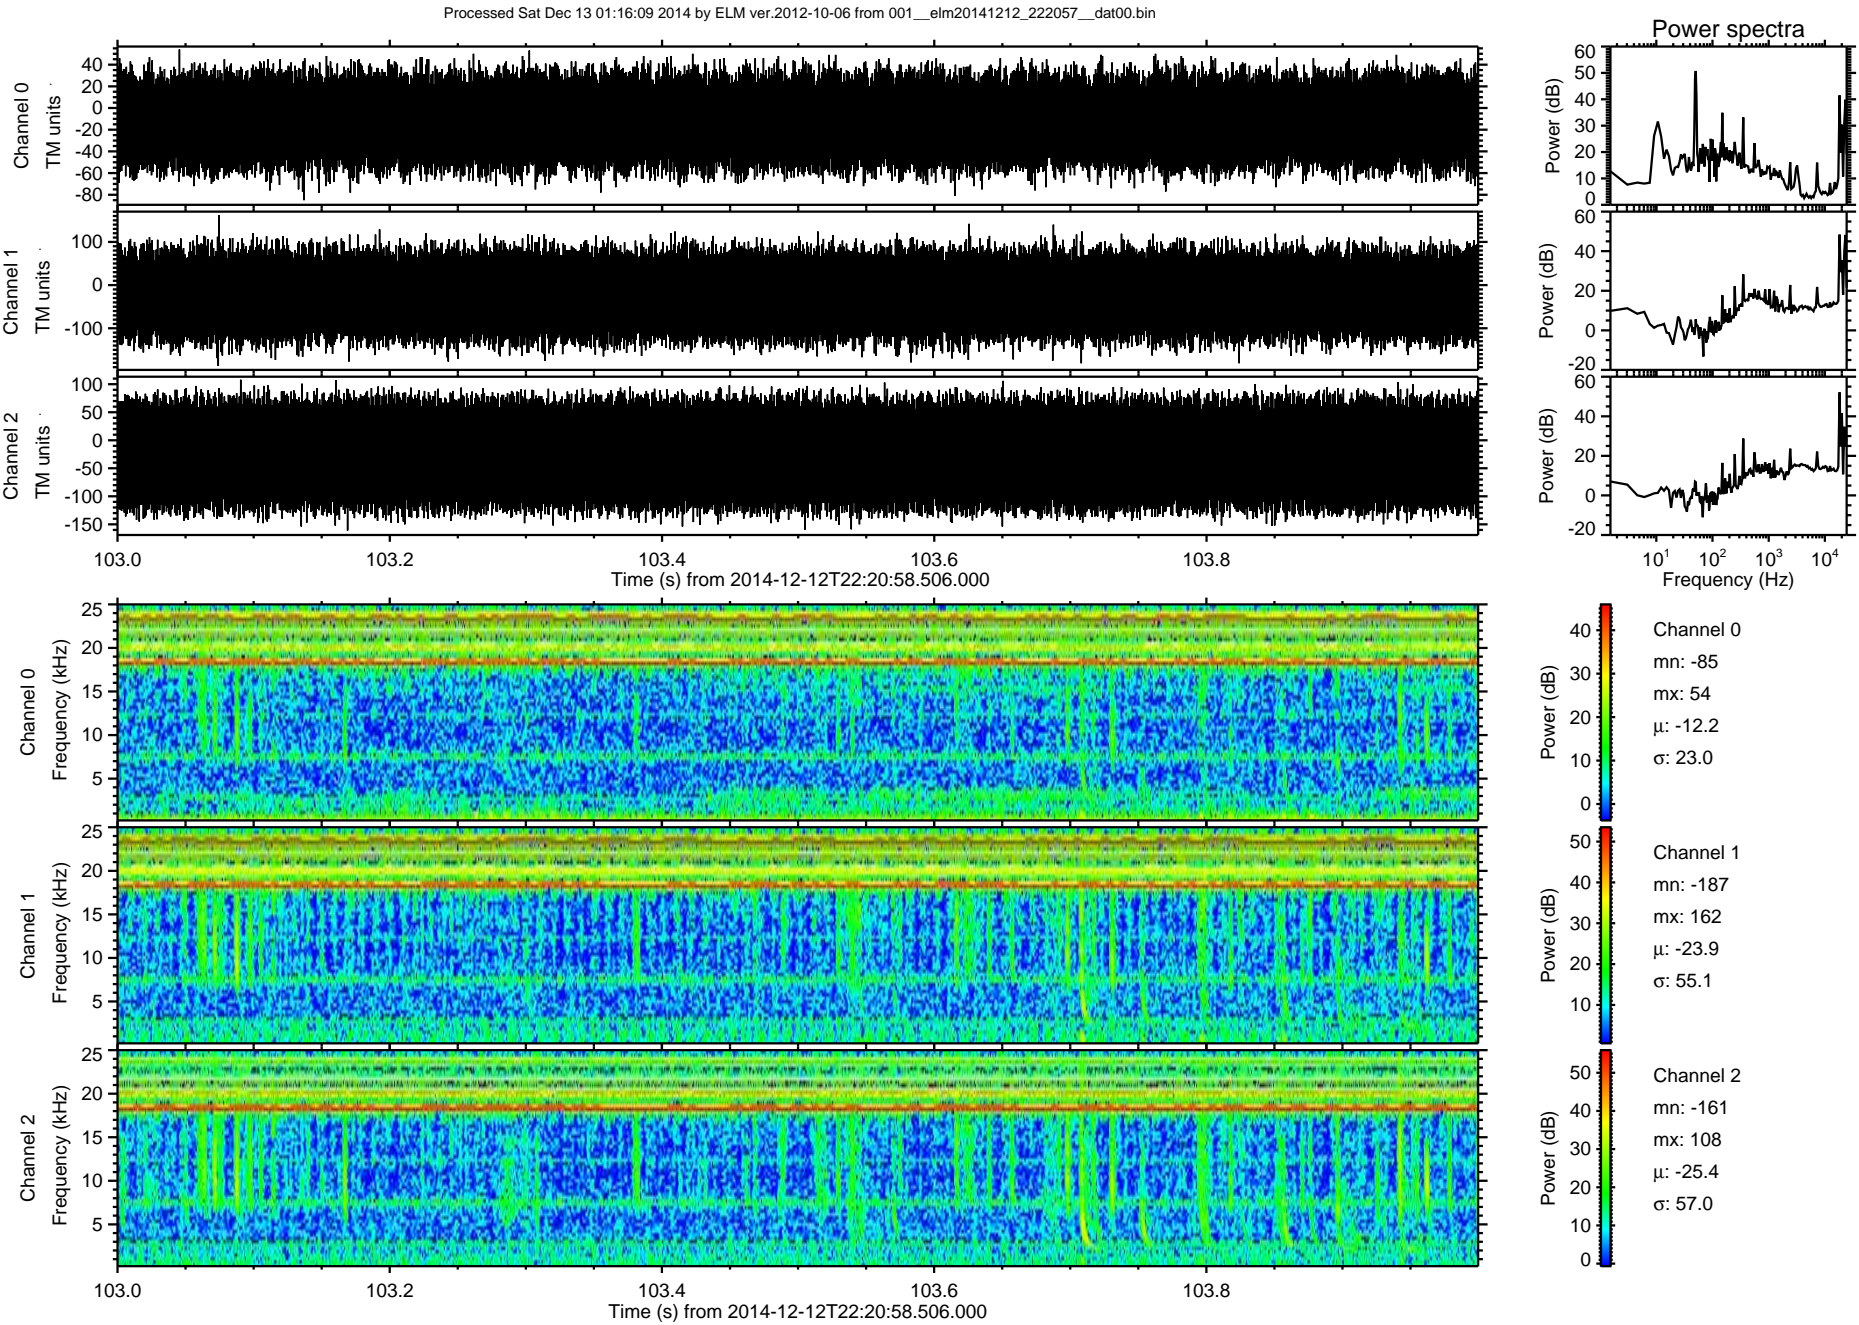 Processed Sat Dec 13 01:16:09 2014 by ELM ver.2012-10-06 from 001__elm20141212_222057__dat00.bin
Power spectra
Channel 0
TM units
40
20
0
-20
-40
-60
-80
Power (dB)
60
50
40
30
20
10
0
Channel 1
TM units
100
0
-100
Power (dB)
60
40
20
0
-20
Channel 2
TM units
100
50
0
-50
-100
-150
Power (dB)
60
40
20
0
-20
103.0 103.2 103.4 103.6 103.8
Time (s) from 2014-12-12T22:20:58.506.000
10¹ 10² 10³ 10⁴
Frequency (Hz)
Channel 0
Frequency (kHz)
25
20
15
10
5
Power (dB)
40
30
20
10
0
Channel 0
mn: -85
mx: 54
μ: -12.2
σ: 23.0
Channel 1
Frequency (kHz)
25
20
15
10
5
Power (dB)
50
40
30
20
10
Channel 1
mn: -187
mx: 162
μ: -23.9
σ: 55.1
Channel 2
Frequency (kHz)
25
20
15
10
5
Power (dB)
50
40
30
20
10
0
Channel 2
mn: -161
mx: 108
μ: -25.4
σ: 57.0
103.0 103.2 103.4 103.6 103.8
Time (s) from 2014-12-12T22:20:58.506.000